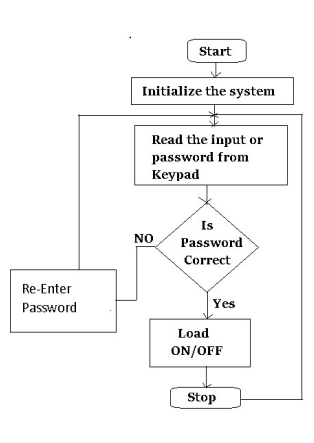 Start
Initialize the system
Read the input or
password from
Keypad
Is
Password
Correct
NO
Re-Enter
Password
Yes
Load
ON/OFF
Stop